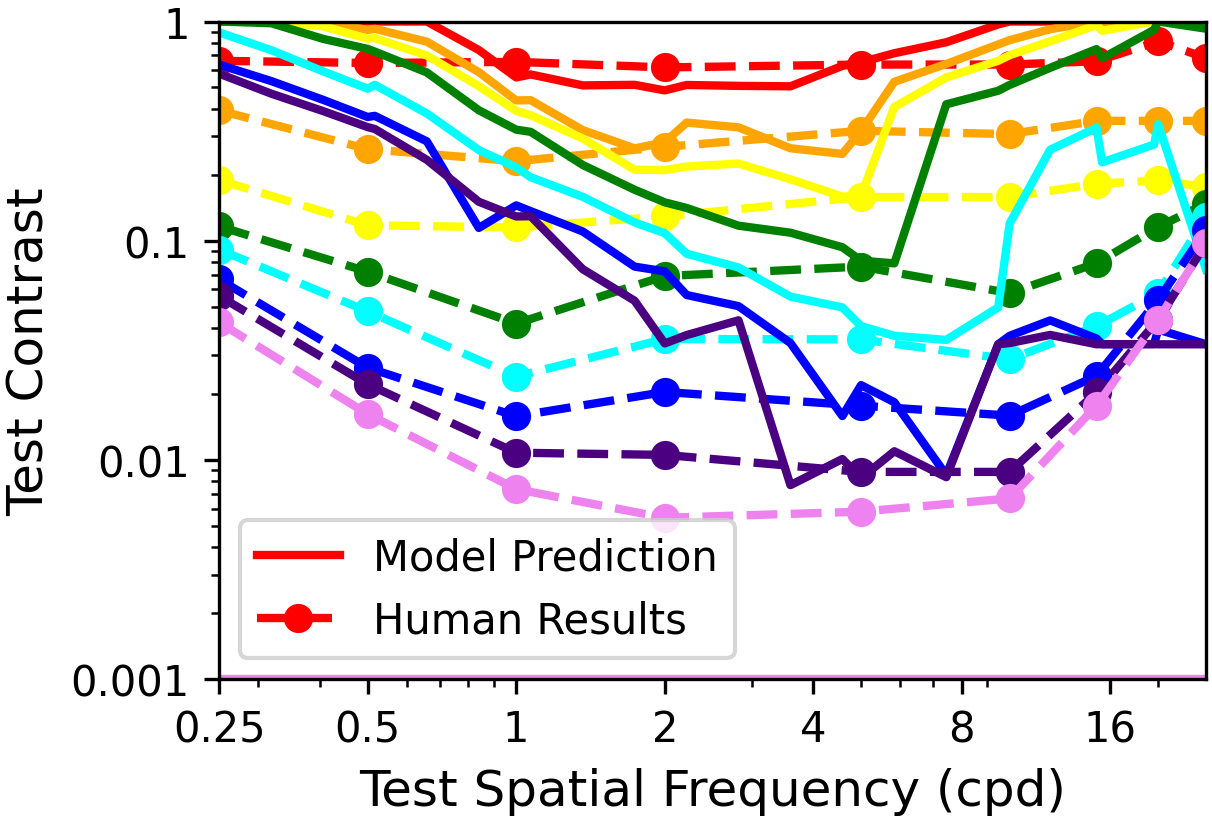 1
0.1
0.01
0.001
Test Contrast
Model Prediction
Human Results
0.25 0.5 1 2 4 8 16
Test Spatial Frequency (cpd)